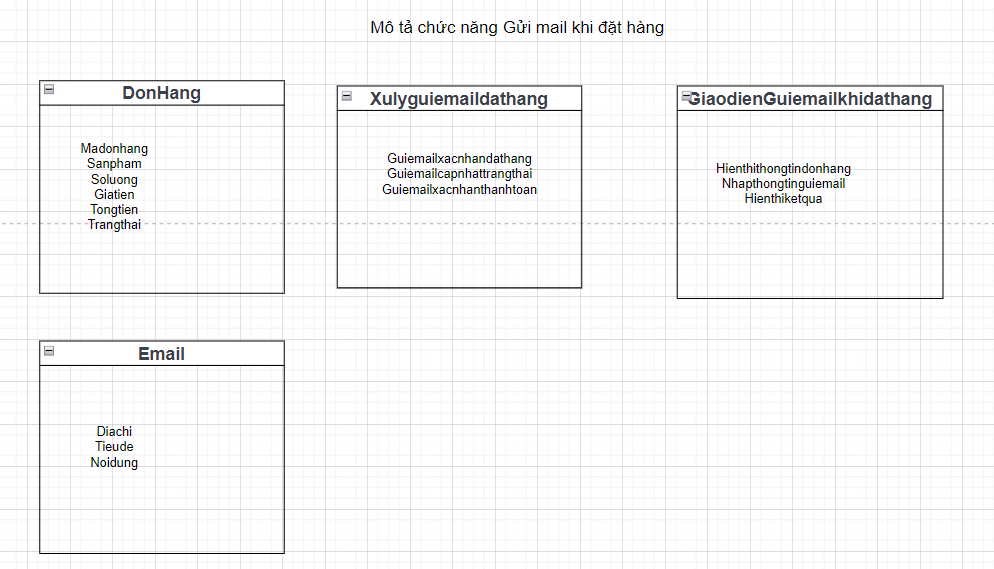 Mô tả chức năng Gửi mail khi đặt hàng
DonHang
Madonhang
Sanpham
Soluong
Giatien
Tongtien
Trangthai
Xulyguiemaildathang
Guiemailxacnhandathang
Guiemailcapnhattrangthai
Guiemailxacnhanthanhtoan
GiaodienGuiemailkhidathang
Hienthithongtindonhang
Nhapthongtinguiemail
Hienthiketqua
Email
Diachi
Tieude
Noidung